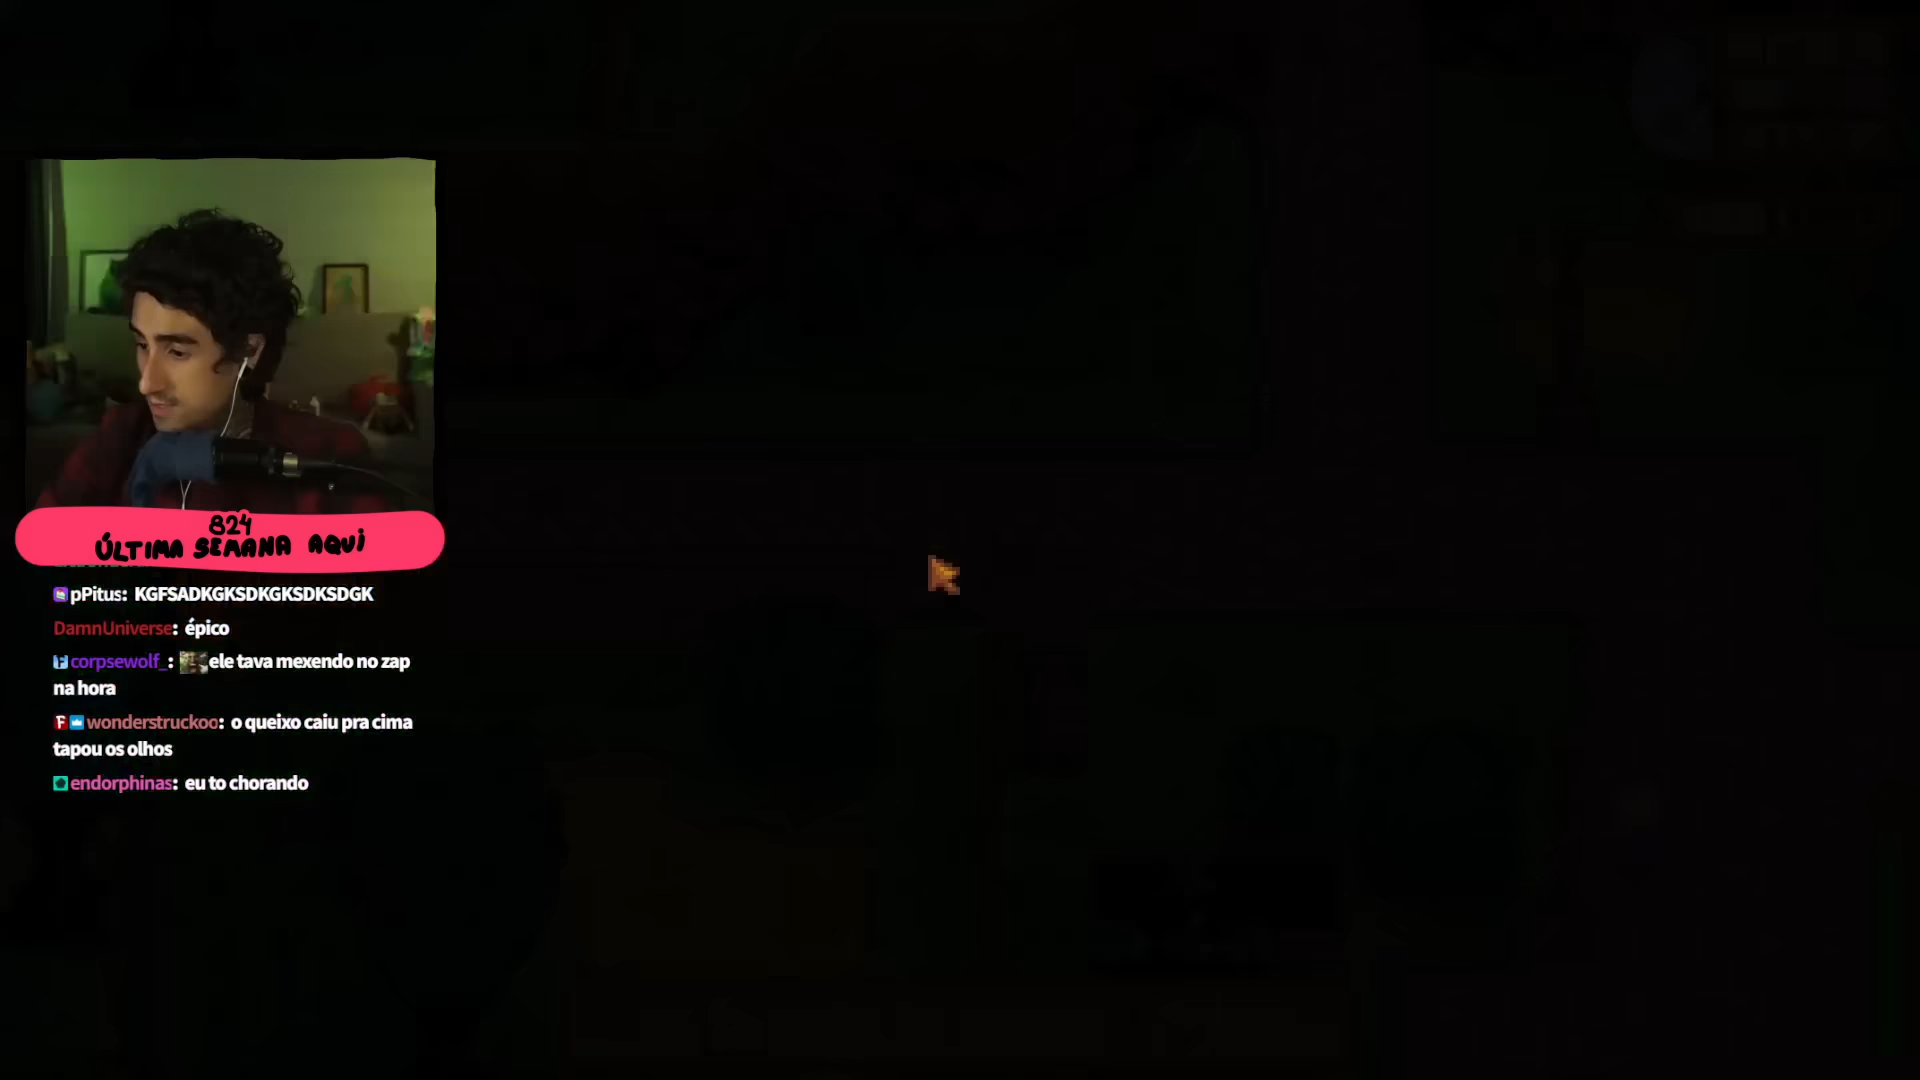 824
ÚLTIMA SEMANA AQUI
pPitus: KGFSADKGKSDKGKSDKSDGK
DamnUniverse: épico
corpsewolf_: ele tava mexendo no zap
na hora
wonderstruckoo: o queixo caiu pra cima
tapou os olhos
endorphinas: eu to chorando